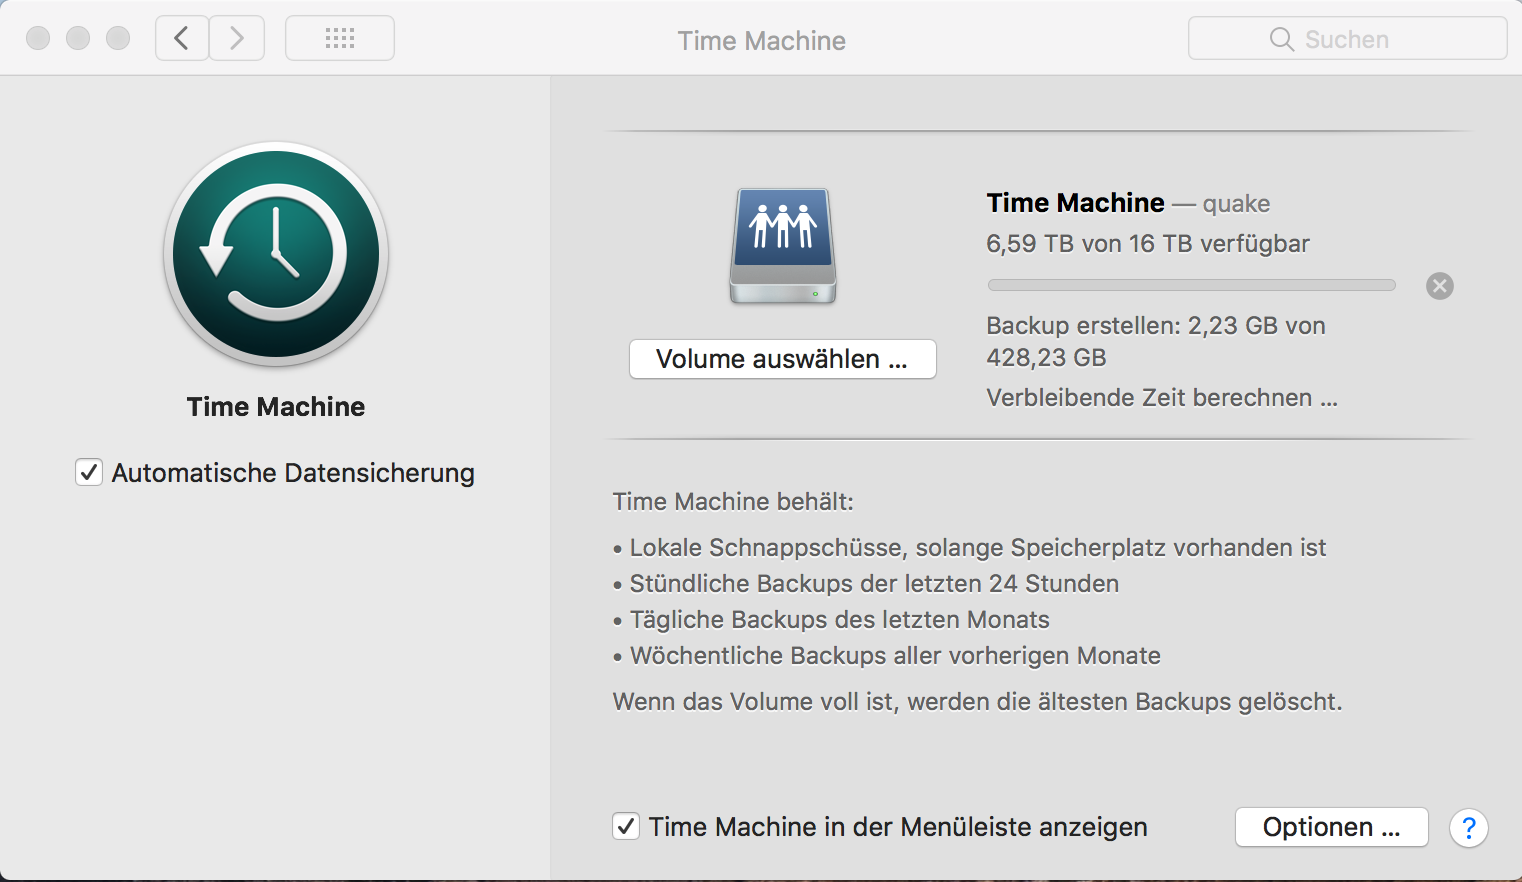 Time Machine
Suchen
Time Machine
Automatische Datensicherung
Volume auswählen ...
Time Machine — quake
6,59 TB von 16 TB verfügbar
Backup erstellen: 2,23 GB von
428,23 GB
Verbleibende Zeit berechnen ...
Time Machine behält:
• Lokale Schnappschüsse, solange Speicherplatz vorhanden ist
• Stündliche Backups der letzten 24 Stunden
• Tägliche Backups des letzten Monats
• Wöchentliche Backups aller vorherigen Monate
Wenn das Volume voll ist, werden die ältesten Backups gelöscht.
Time Machine in der Menüleiste anzeigen
Optionen ...
?